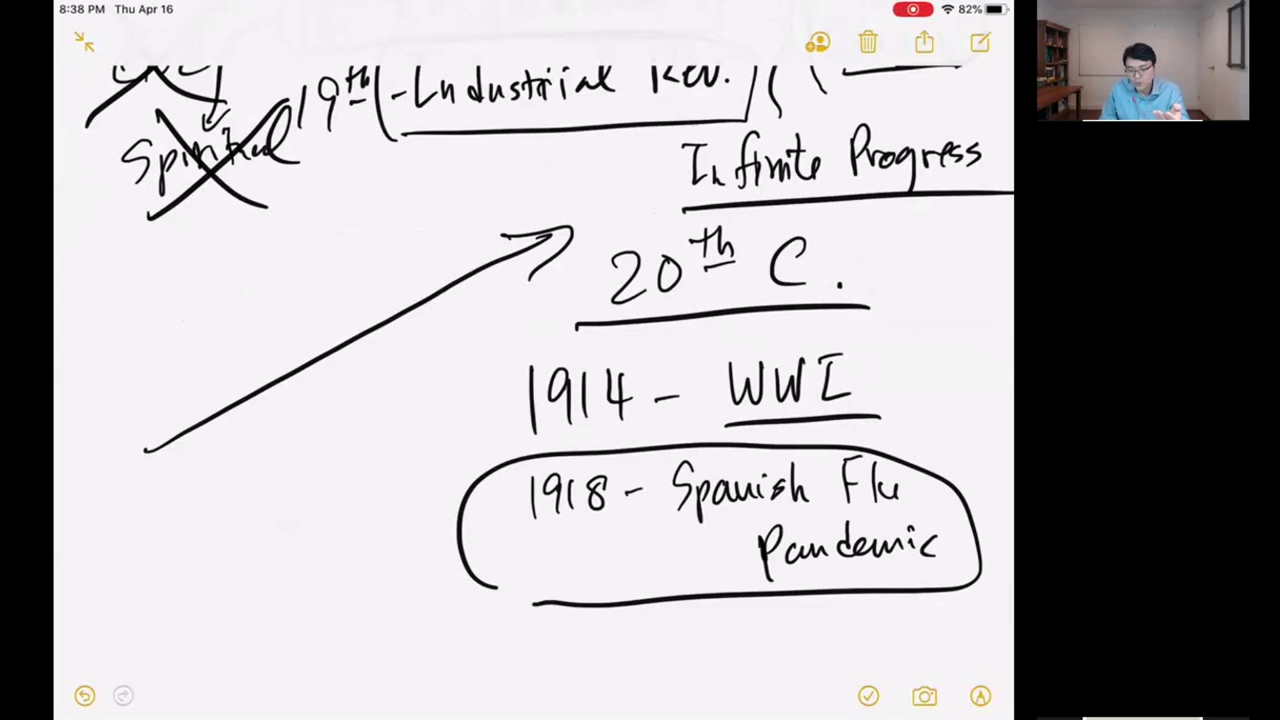 8:38 PM Thu Apr 16
82%
19th - Industrial Rev.
Spiritual
Infinite Progress
20th C.
1914 - WWI
1918 - Spanish Flu
Pandemic